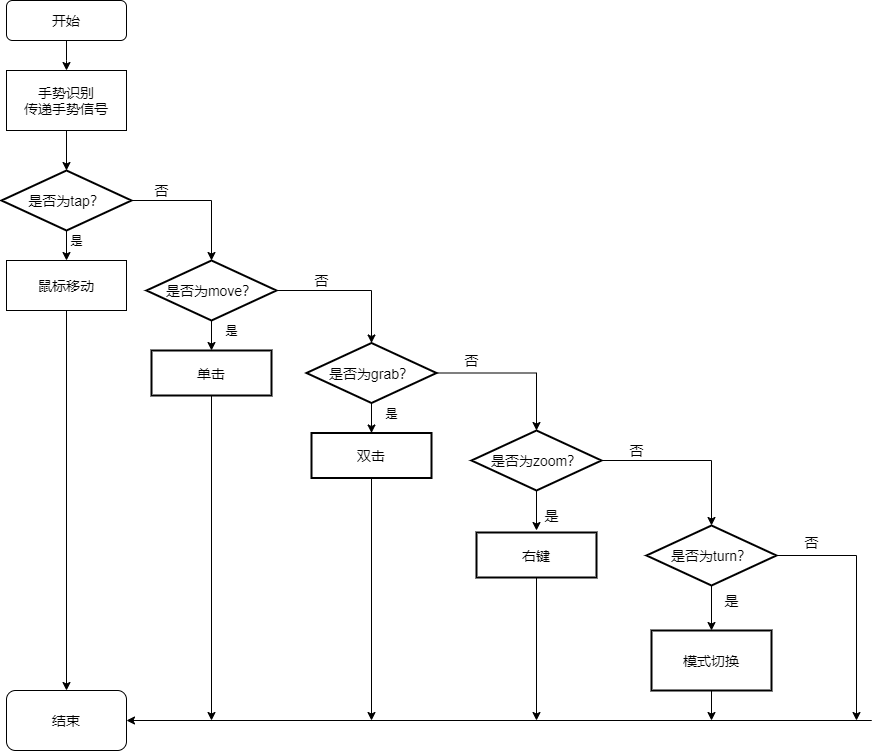 开始
手势识别
传递手势信号
是否为tap？
否
是
鼠标移动
是否为move？
否
是
单击
是否为grab？
否
是
双击
是否为zoom？
否
是
右键
是否为turn？
否
是
模式切换
结束